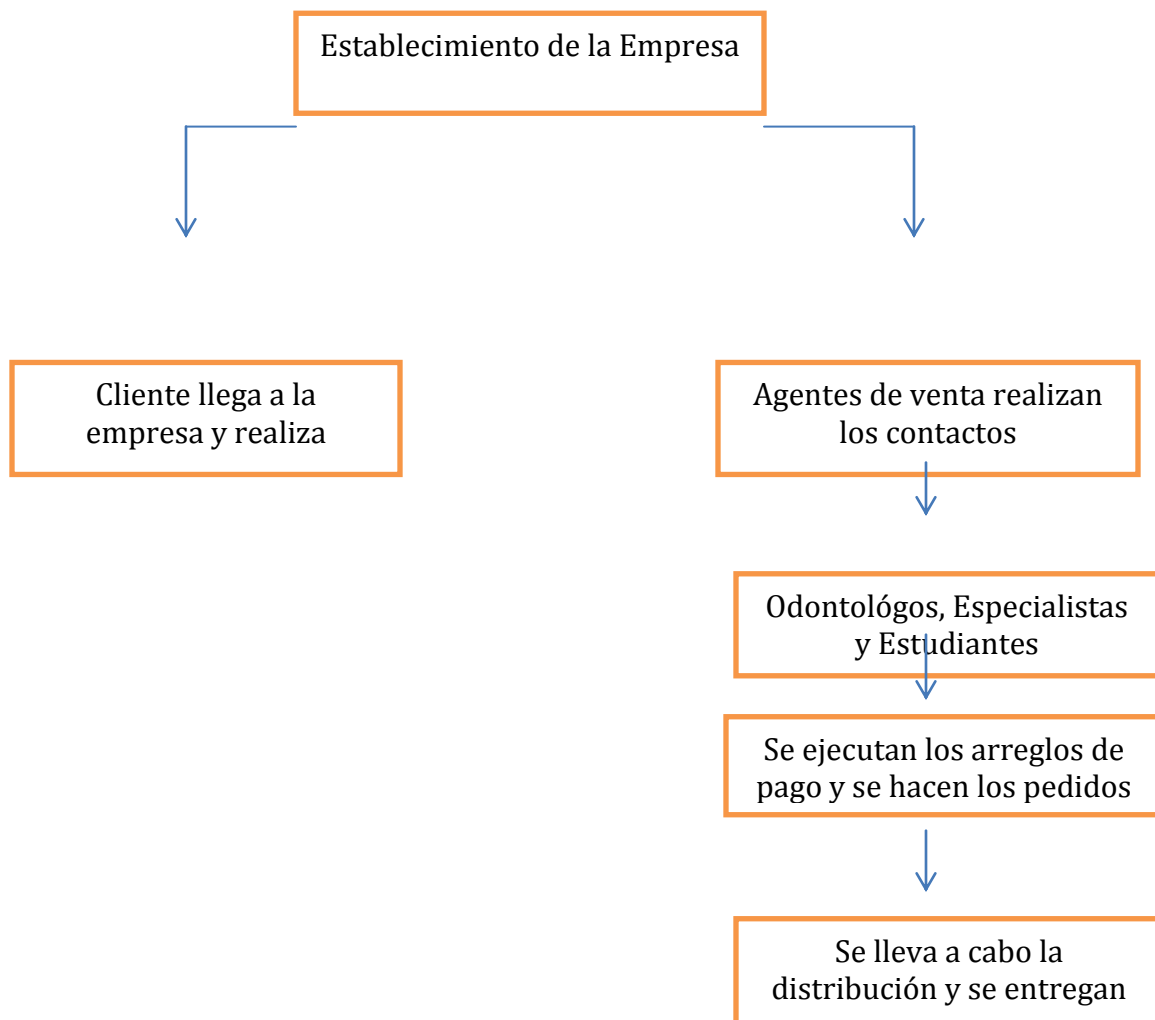 Establecimiento de la Empresa
Cliente llega a la
empresa y realiza
Agentes de venta realizan
los contactos
Odontológos, Especialistas
y Estudiantes
Se ejecutan los arreglos de
pago y se hacen los pedidos
Se lleva a cabo la
distribución y se entregan